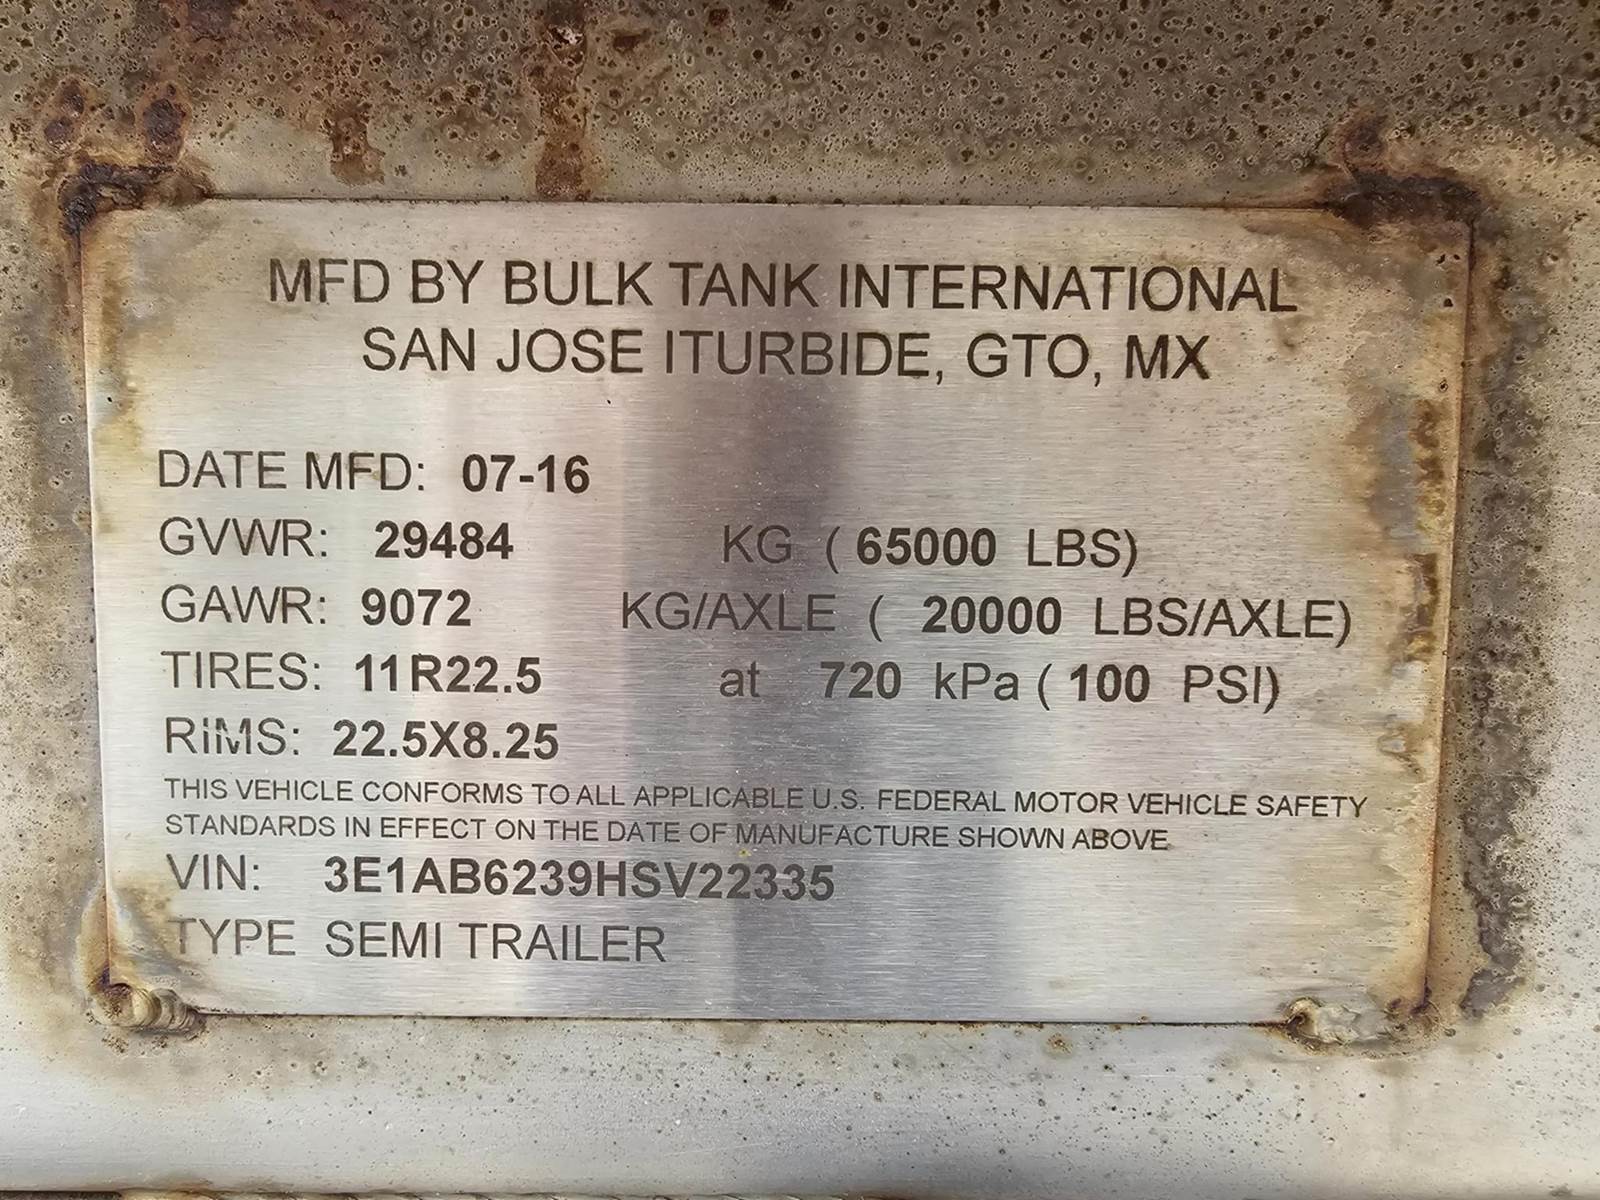 MFD BY BULK TANK INTERNATIONAL
SAN JOSE ITURBIDE, GTO, MX
DATE MFD: 07-16
GVWR: 29484 KG (65000 LBS)
GAWR: 9072 KG/AXLE ( 20000 LBS/AXLE)
TIRES: 11R22.5 at 720 kPa (100 PSI)
RIMS: 22.5X8.25
THIS VEHICLE CONFORMS TO ALL APPLICABLE U.S. FEDERAL MOTOR VEHICLE SAFETY
STANDARDS IN EFFECT ON THE DATE OF MANUFACTURE SHOWN ABOVE
VIN: 3E1AB6239HSV22335
TYPE SEMI TRAILER